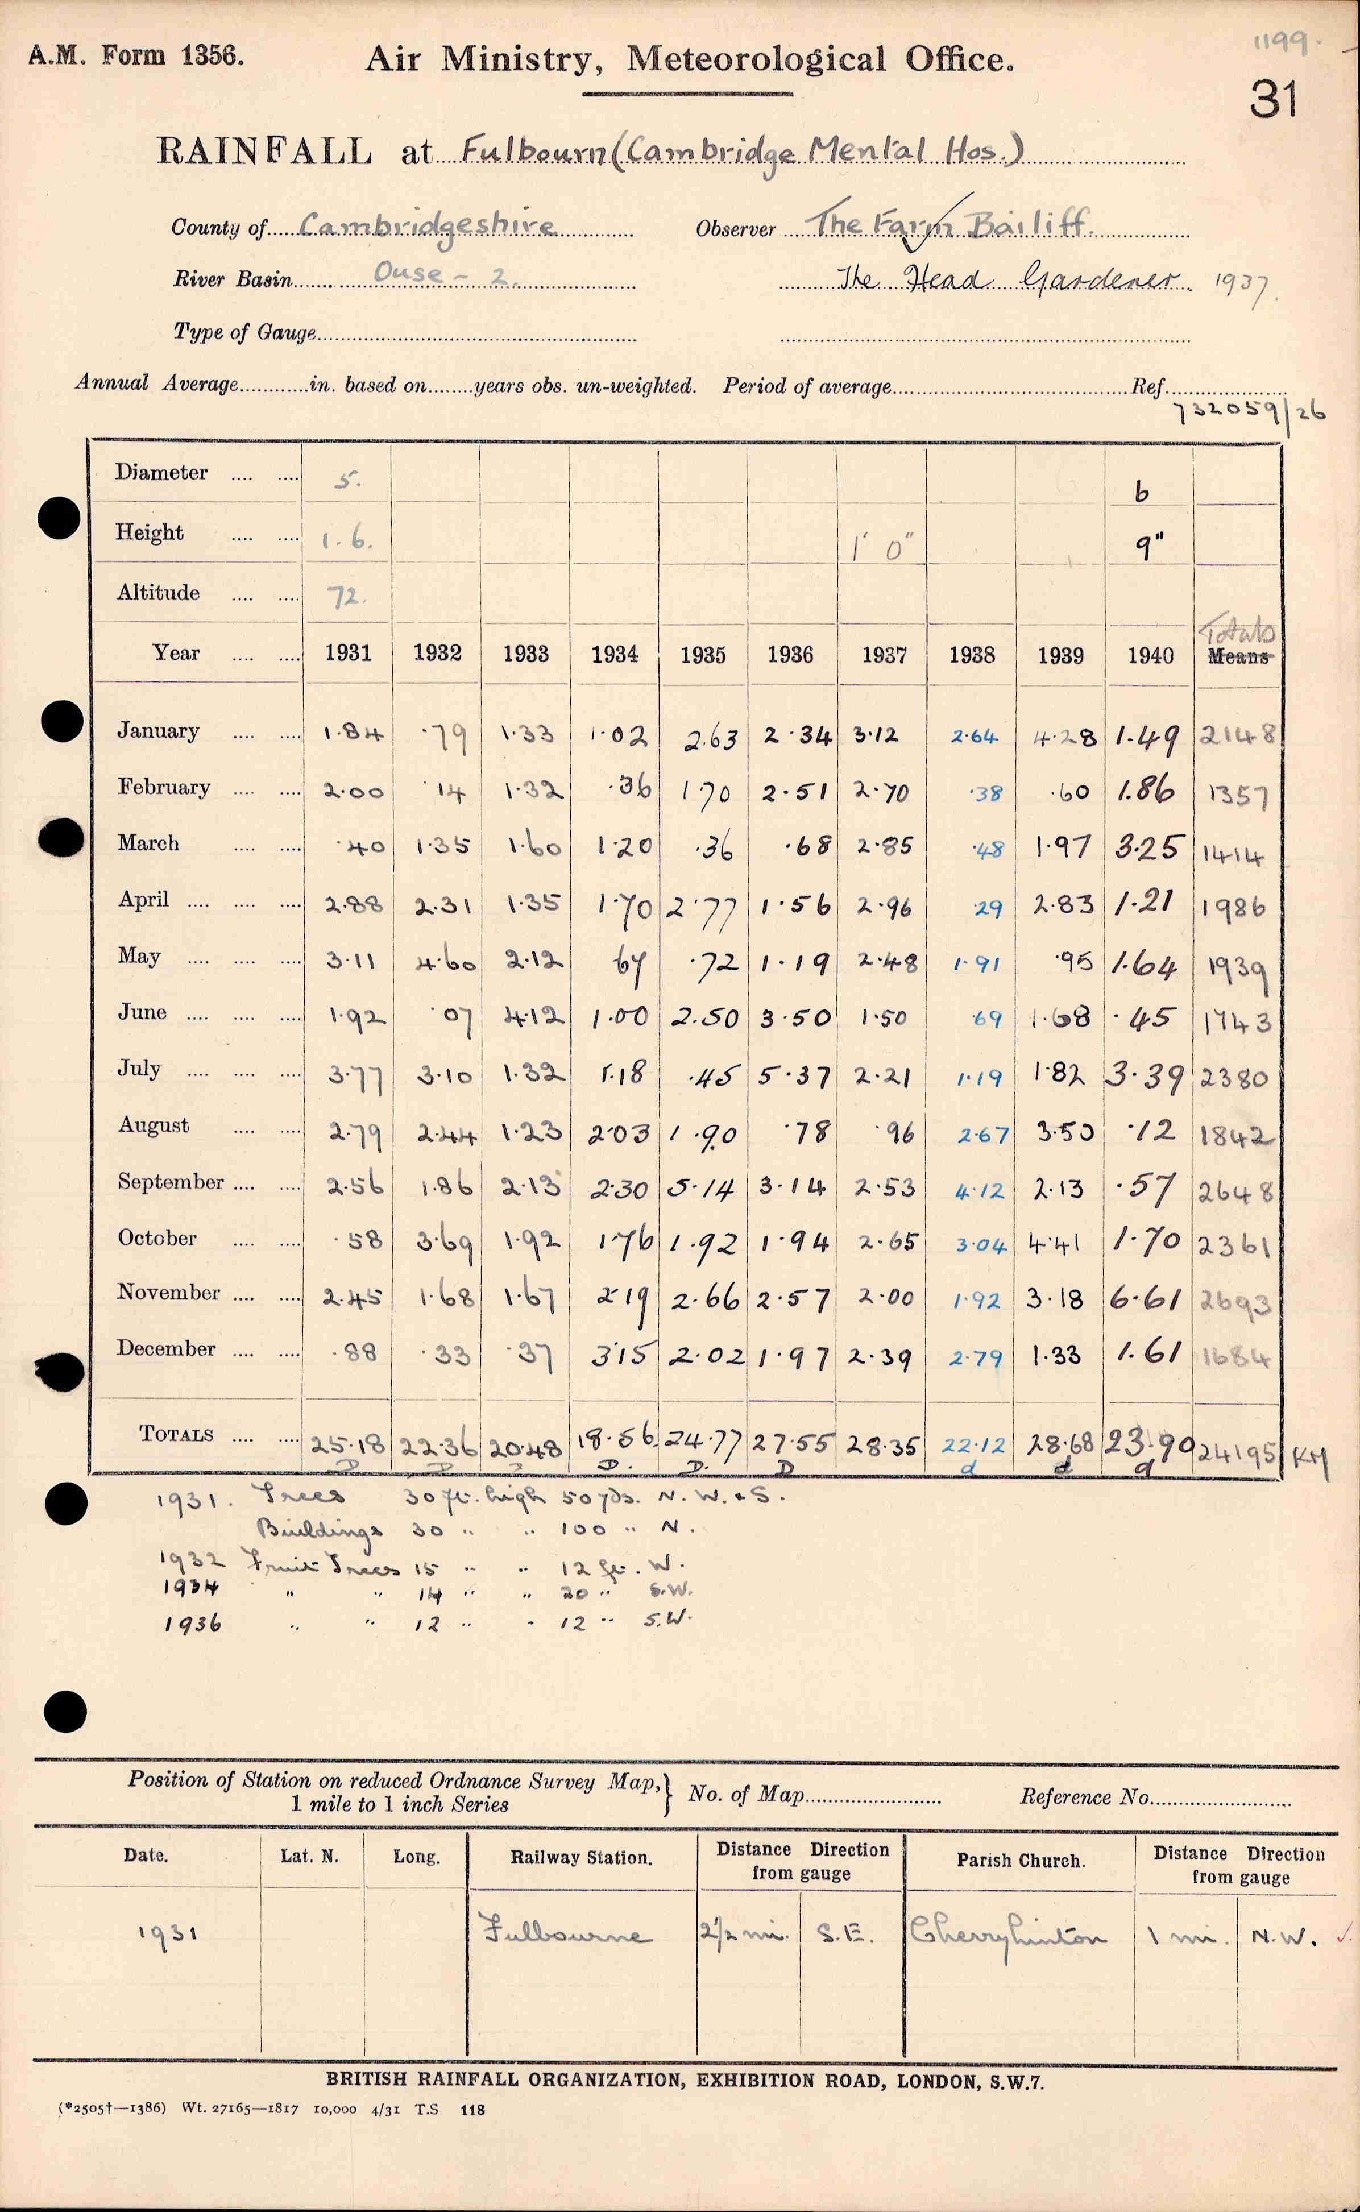 A.M. Form 1356.
Air Ministry, Meteorological Office.
1199.
31
RAINFALL at Fulbourn (Cambridge Mental Hos.)
County of Cambridgeshire Observer The Farm Bailiff.
River Basin Ouse - 2. The Head Gardener. 1937.
Type of Gauge
Annual Average in. based on years obs. un-weighted. Period of average Ref.
732059/26
Diameter 5. 6
Height 1.6. 1' 0" 9"
Altitude 72.
Totals
Year 1931 1932 1933 1934 1935 1936 1937 1938 1939 1940 Means
January 1.84 .79 1.33 1.02 2.63 2.34 3.12 2.64 4.28 1.49 2148
February 2.00 .14 1.32 .36 1.70 2.51 2.70 .38 .60 1.86 1357
March .40 1.35 1.60 1.20 .36 .68 2.85 .48 1.97 3.25 1414
April 2.88 2.31 1.35 1.70 2.77 1.56 2.96 .29 2.83 1.21 1986
May 3.11 4.60 2.12 .67 .72 1.19 2.48 1.91 .95 1.64 1939
June 1.92 .07 4.12 1.00 2.50 3.50 1.50 .69 1.68 .45 1743
July 3.77 3.10 1.32 1.18 .45 5.37 2.21 1.19 1.82 3.39 2380
August 2.79 2.44 1.23 2.03 1.90 .78 .96 2.67 3.50 .12 1842
September 2.56 1.86 2.13 2.30 5.14 3.14 2.53 4.12 2.13 .57 2648
October .58 3.69 1.92 1.76 1.92 1.94 2.65 3.04 4.41 1.70 2361
November 2.45 1.68 1.67 2.19 2.66 2.57 2.00 1.92 3.18 6.61 2693
December .88 .33 .37 3.15 2.02 1.97 2.39 2.79 1.33 1.61 1684
TOTALS 25.18 22.36 20.48 18.56 24.77 27.55 28.35 22.12 28.68 23.90 24195 KM
D D D D. D. D d d d
1931. Trees 30 ft. high 50 yds. N. W. & S.
Buildings 30 " " 100 " N.
1932 Fruit Trees 15 " " 12 ft. W.
1934 " " 14 " " 20 " S.W.
1936 " " 12 " " 12 " S.W.
Position of Station on reduced Ordnance Survey Map, 1 mile to 1 inch Series } No. of Map Reference No.
Date. Lat. N. Long. Railway Station. Distance Direction from gauge Parish Church. Distance Direction from gauge
1931 Fulbourne 2½ mi. S.E. Cherryhinton 1 mi. N.W.
BRITISH RAINFALL ORGANIZATION, EXHIBITION ROAD, LONDON, S.W.7.
(*2505†—1386) Wt. 27165—1817 10,000 4/31 T.S 118